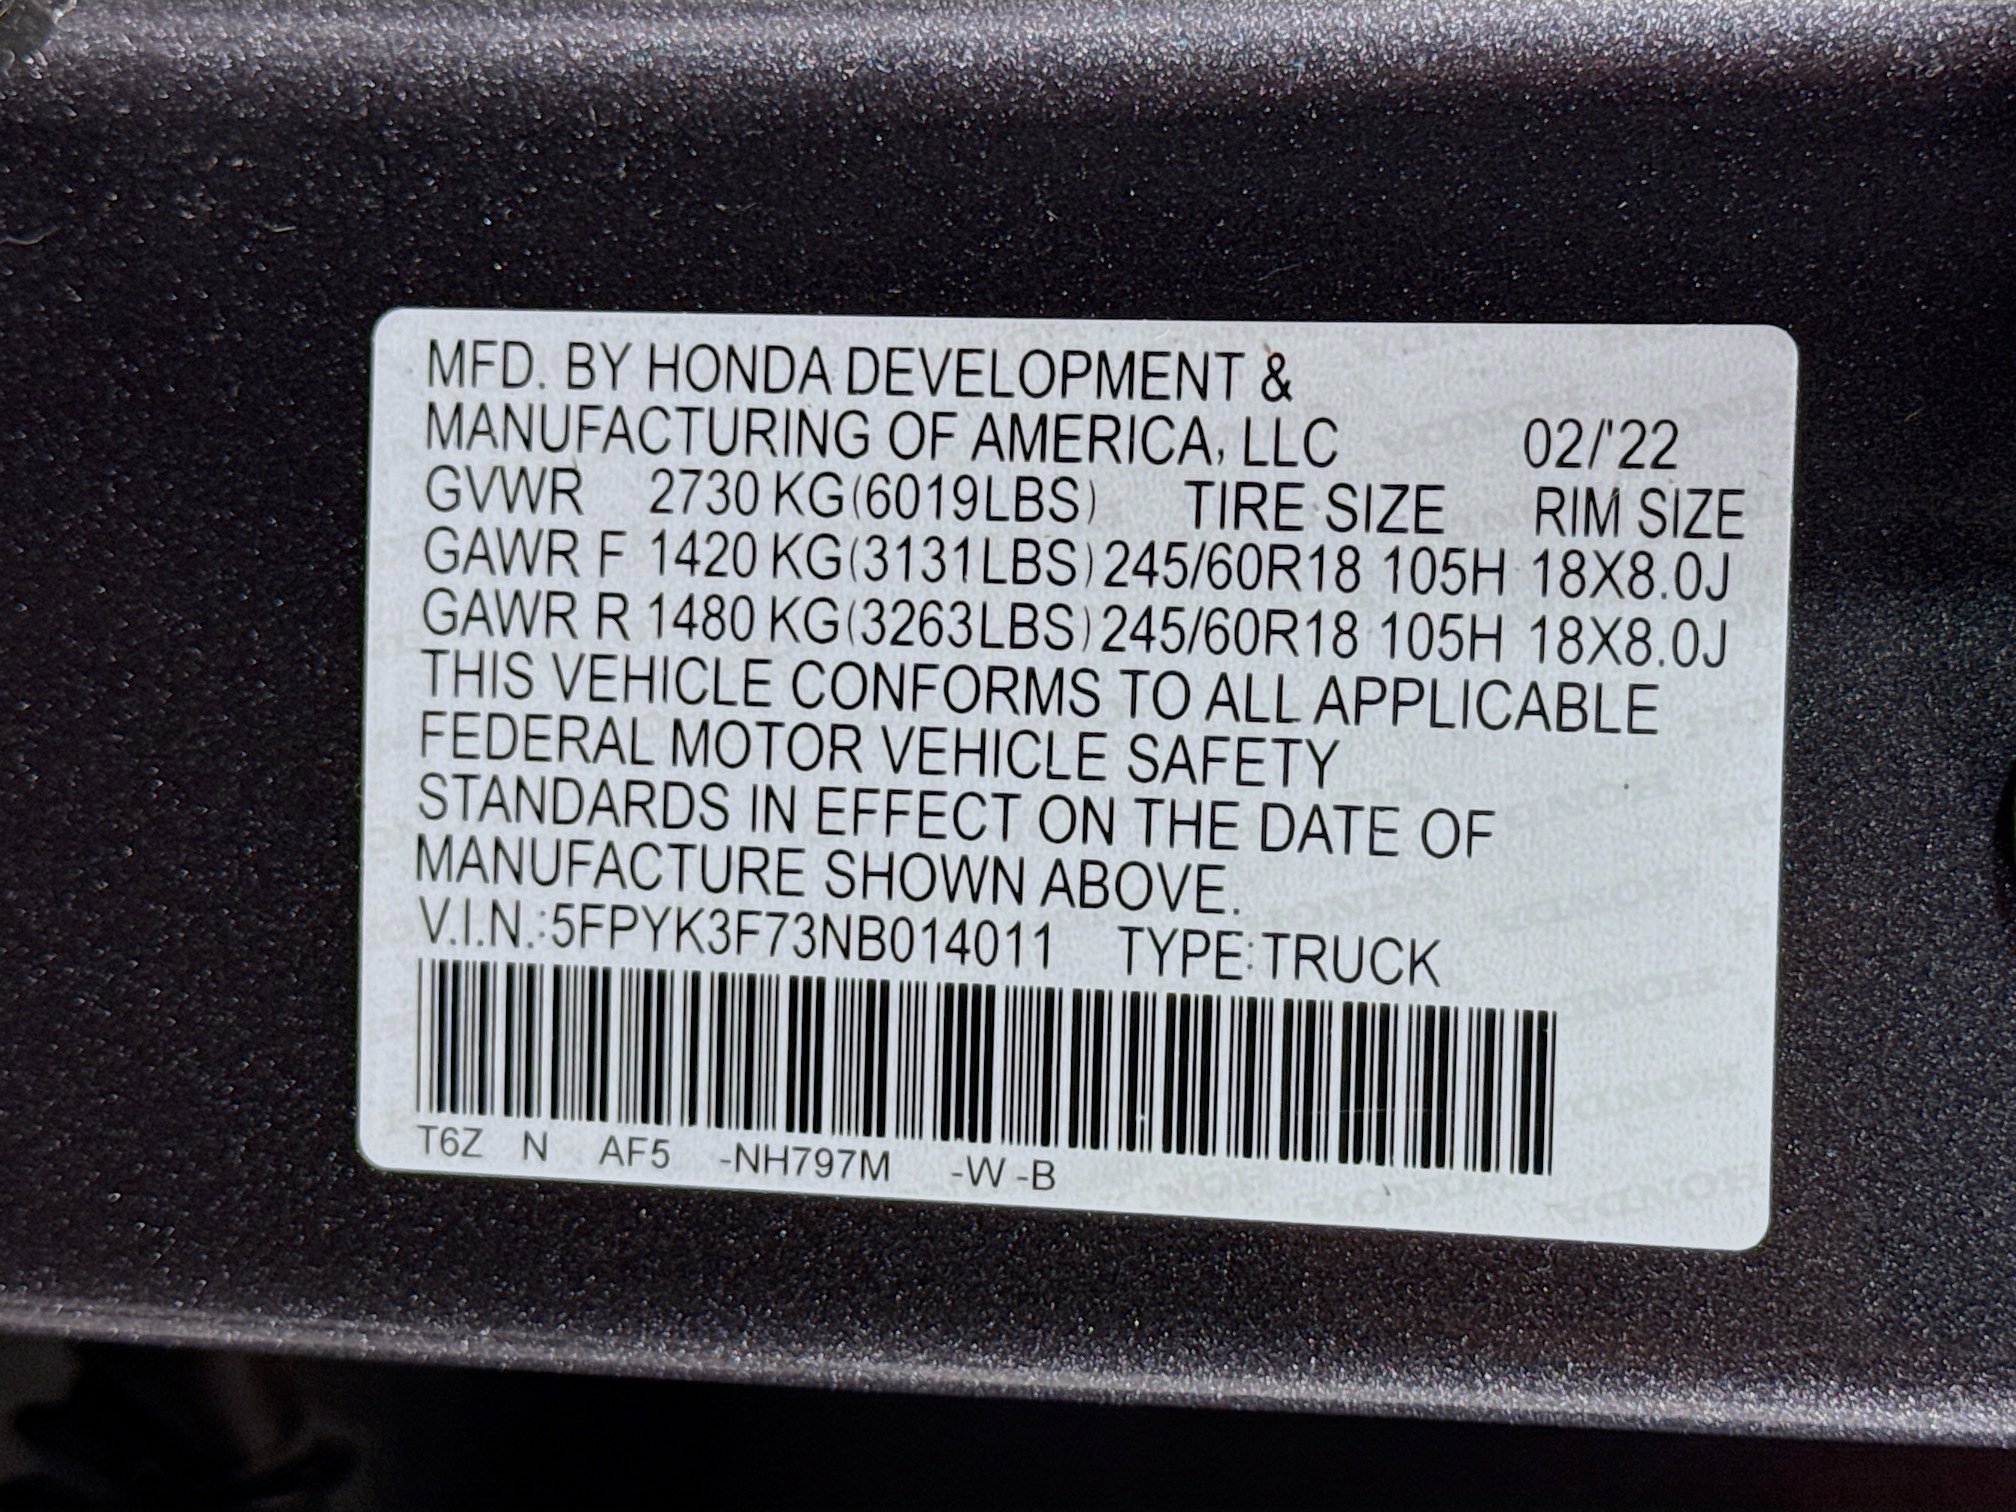 MFD. BY HONDA DEVELOPMENT &
MANUFACTURING OF AMERICA, LLC 02/'22
GVWR 2730 KG(6019LBS) TIRE SIZE RIM SIZE
GAWR F 1420 KG(3131LBS) 245/60R18 105H 18X8.0J
GAWR R 1480 KG(3263LBS) 245/60R18 105H 18X8.0J
THIS VEHICLE CONFORMS TO ALL APPLICABLE
FEDERAL MOTOR VEHICLE SAFETY
STANDARDS IN EFFECT ON THE DATE OF
MANUFACTURE SHOWN ABOVE.
V.I.N.:5FPYK3F73NB014011 TYPE:TRUCK
T6Z N AF5 -NH797M -W -B